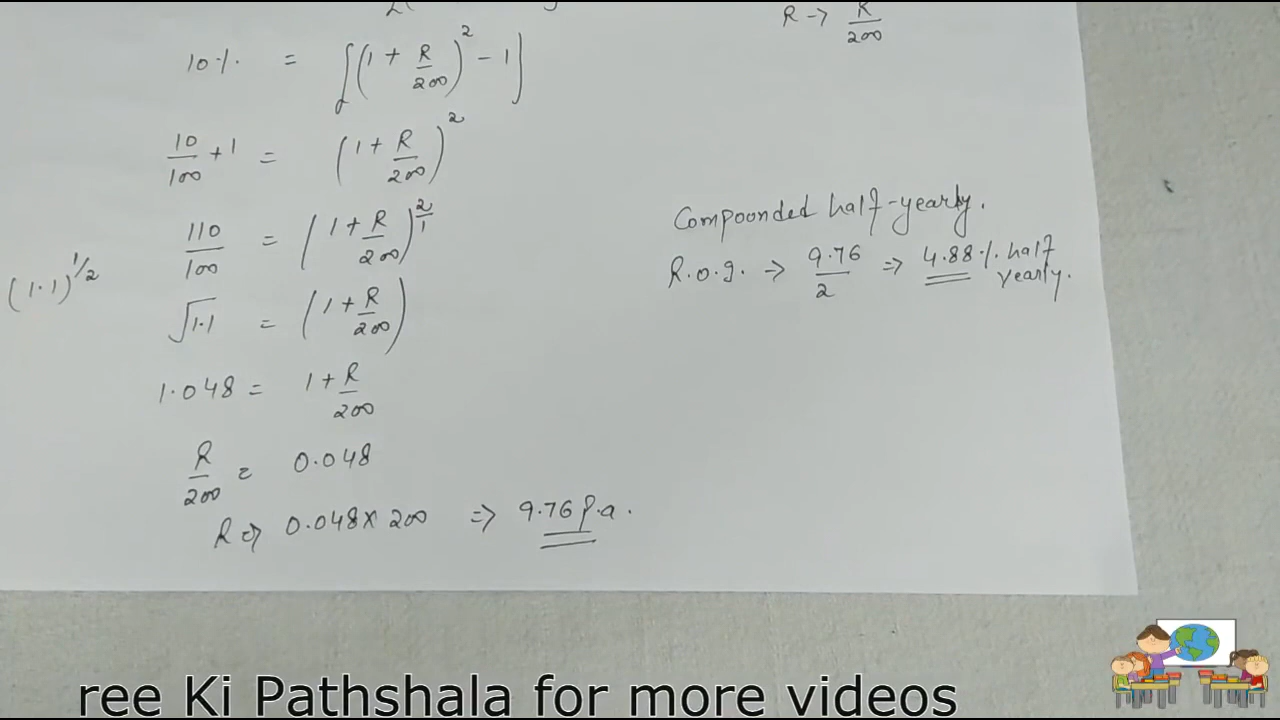 R → R/200
10% = [(1 + R/200)^2 - 1]
10/100 + 1 = (1 + R/200)^2
110/100 = (1 + R/200)^2/1
(1.1)^1/2
√1.1 = (1 + R/200)
1.048 = 1 + R/200
R/200 = 0.048
R ⇒ 0.048 × 200 ⇒ 9.76 p.a.
Compounded half-yearly.
R.o.g. → 9.76/2 ⇒ 4.88% half yearly.
ree Ki Pathshala for more videos